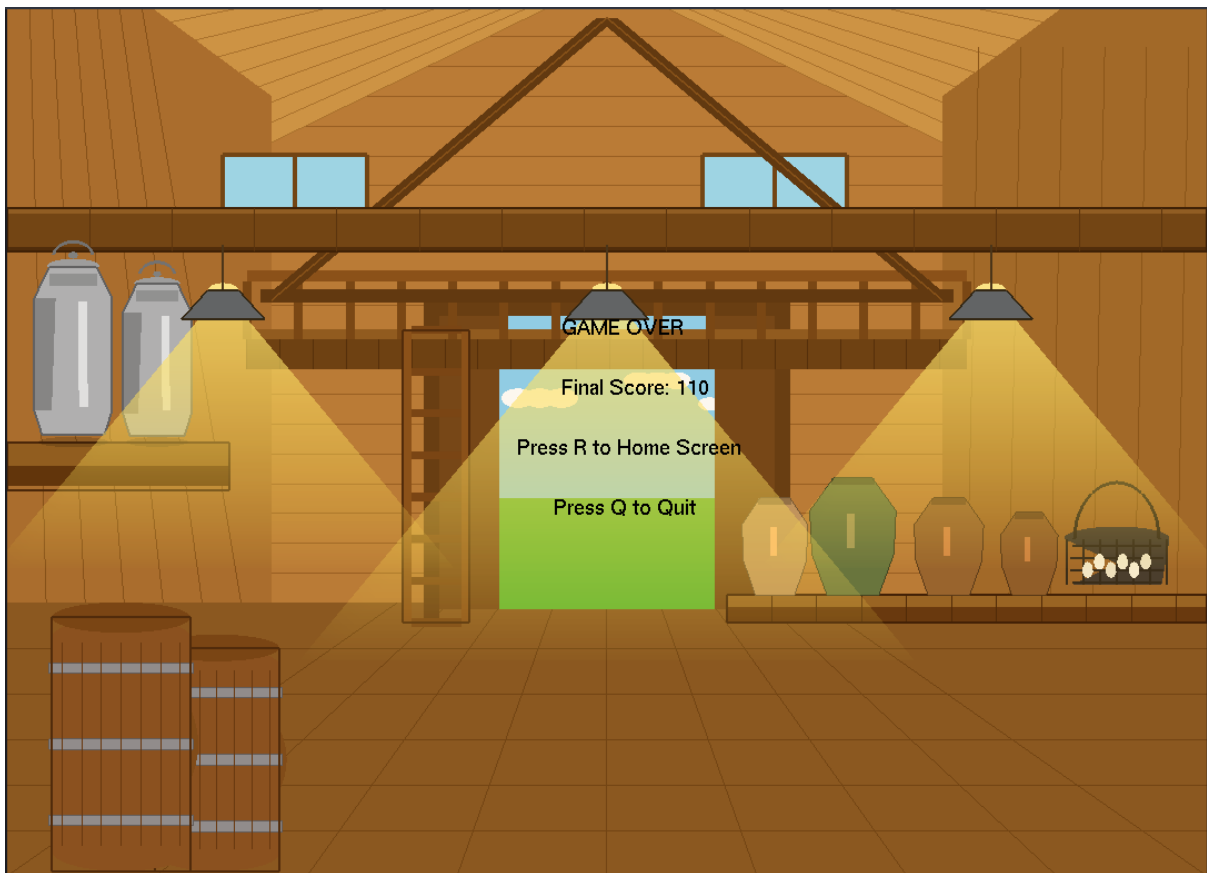 GAME OVER
Final Score: 110
Press R to Home Screen
Press Q to Quit